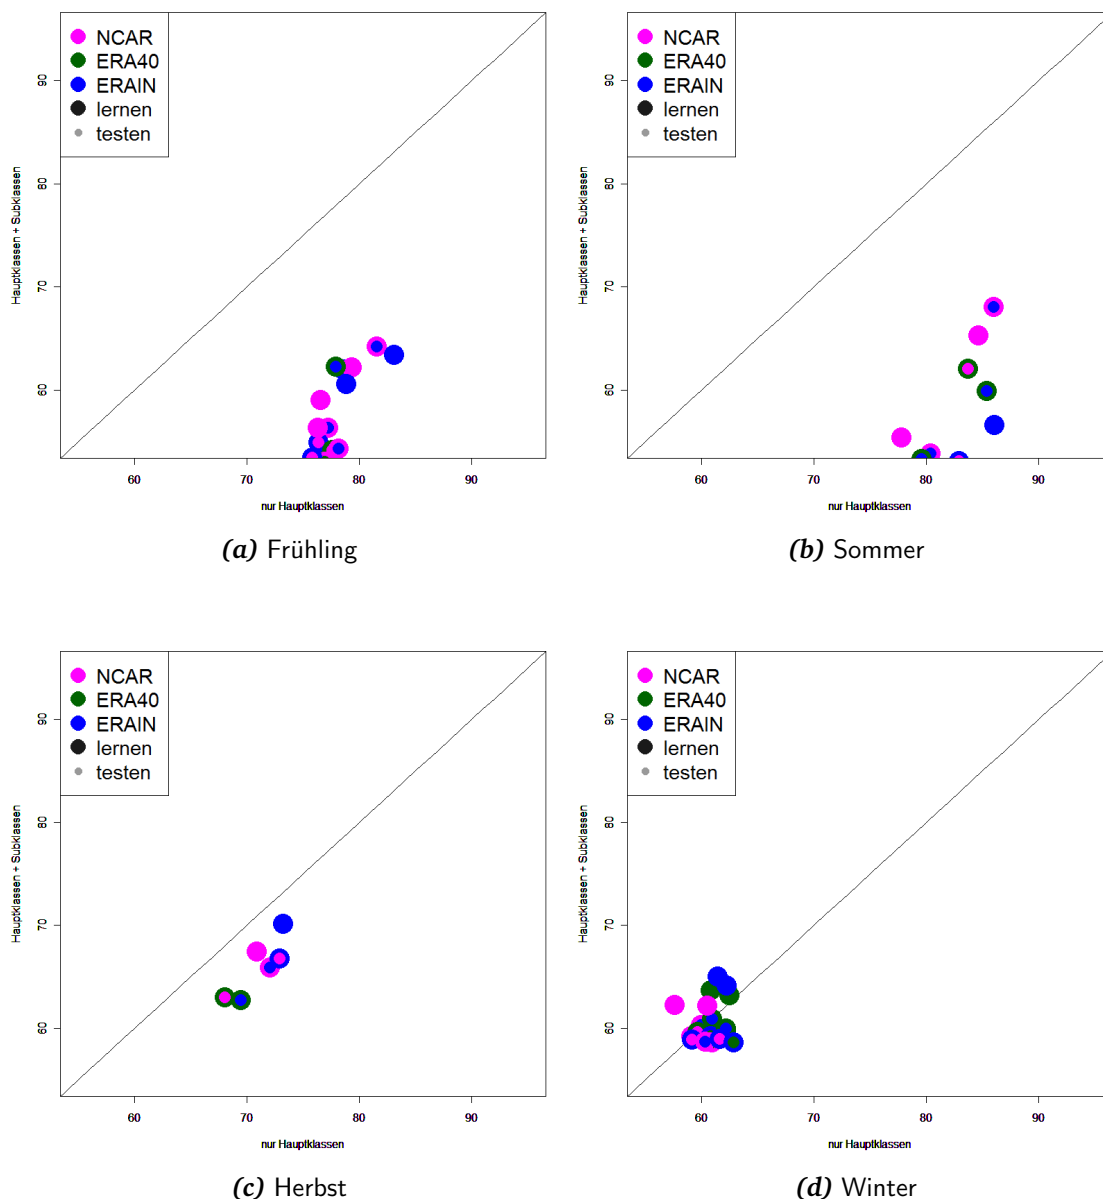 NCAR
ERA40
ERAIN
lernen
testen
90
80
70
60
Hauptklassen + Subklassen
60 70 80 90
nur Hauptklassen
(a) Frühling
NCAR
ERA40
ERAIN
lernen
testen
90
80
70
60
Hauptklassen + Subklassen
60 70 80 90
nur Hauptklassen
(b) Sommer
NCAR
ERA40
ERAIN
lernen
testen
90
80
70
60
Hauptklassen + Subklassen
60 70 80 90
nur Hauptklassen
(c) Herbst
NCAR
ERA40
ERAIN
lernen
testen
90
80
70
60
Hauptklassen + Subklassen
60 70 80 90
nur Hauptklassen
(d) Winter